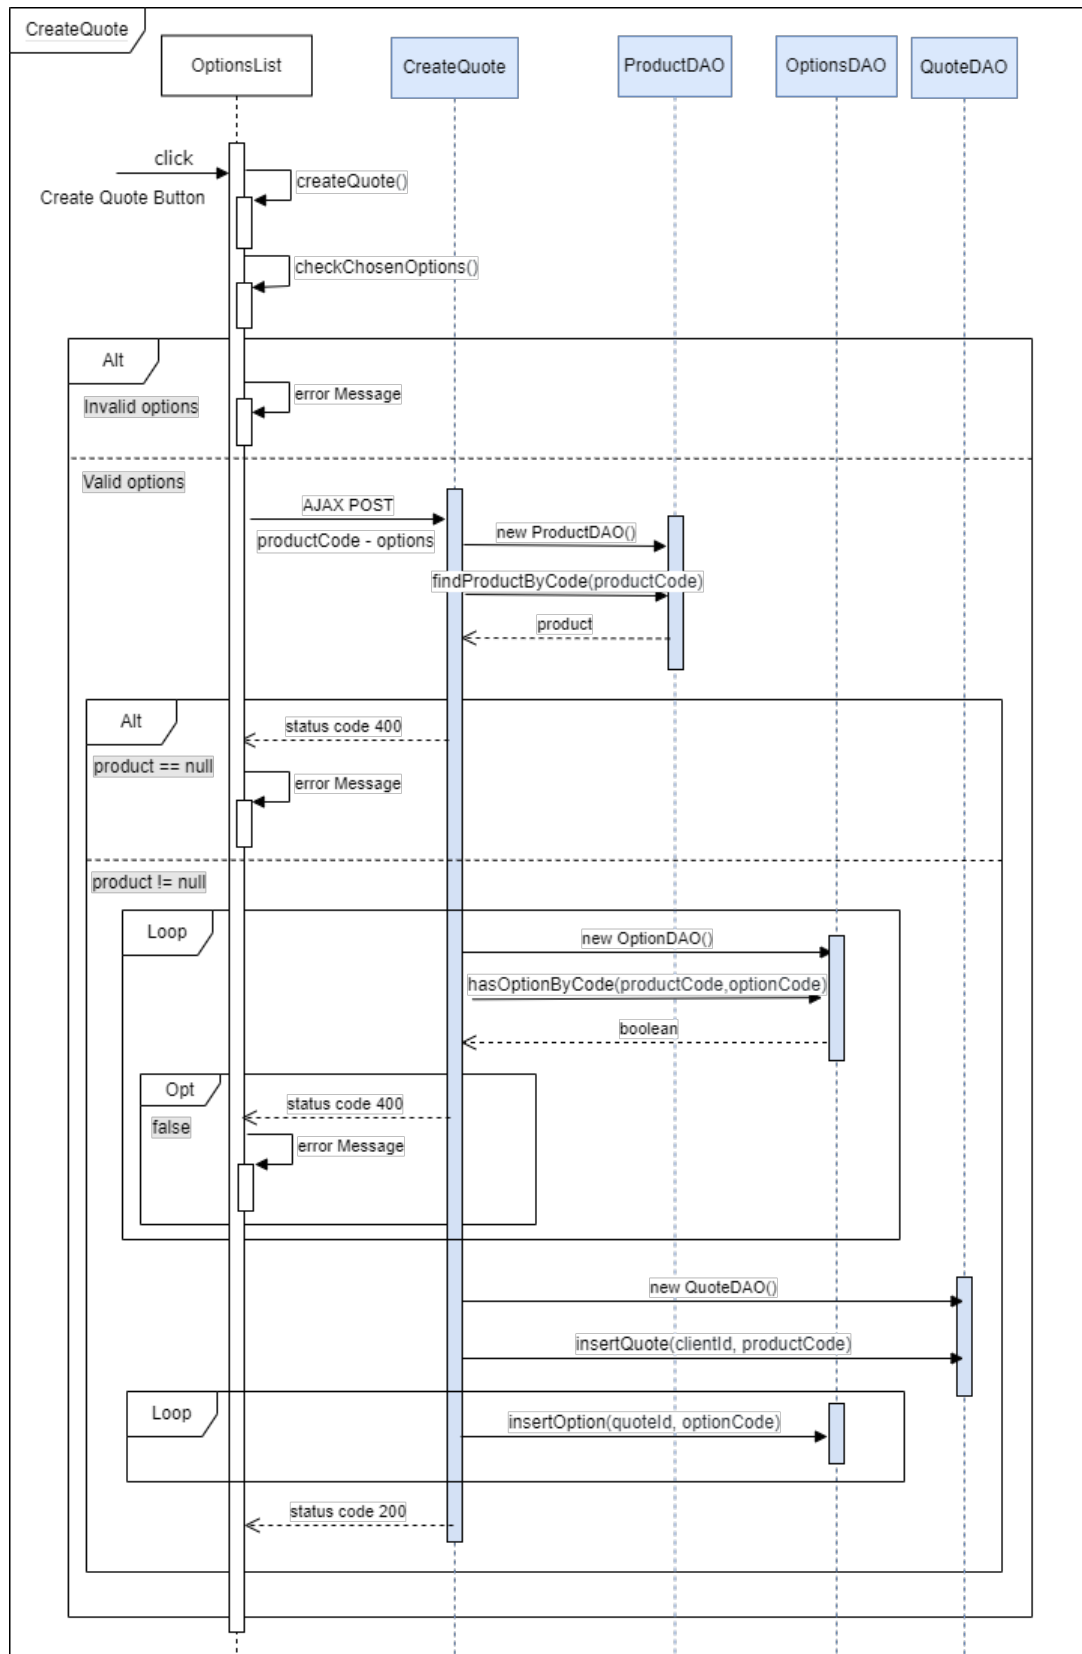 CreateQuote
OptionsList
CreateQuote
ProductDAO
OptionsDAO
QuoteDAO
click
Create Quote Button
createQuote()
checkChosenOptions()
Alt
Invalid options
error Message
Valid options
AJAX POST
productCode - options
new ProductDAO()
findProductByCode(productCode)
product
Alt
product == null
status code 400
error Message
product != null
Loop
new OptionDAO()
hasOptionByCode(productCode,optionCode)
boolean
Opt
false
status code 400
error Message
new QuoteDAO()
insertQuote(clientId, productCode)
Loop
insertOption(quoteId, optionCode)
status code 200